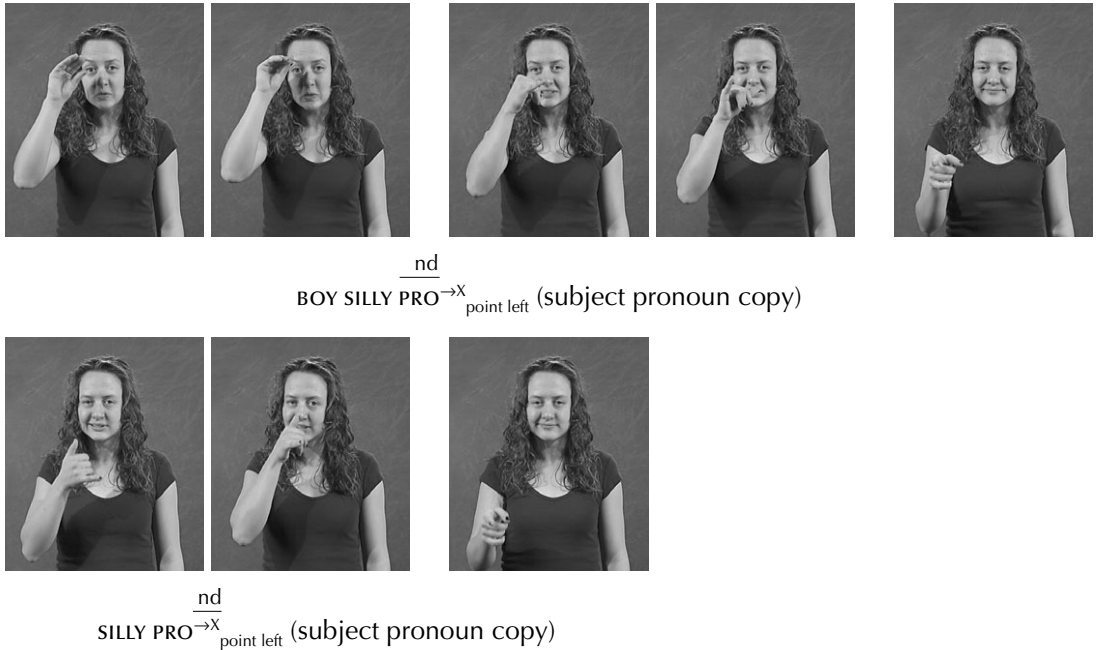 nd
BOY SILLY PRO→X point left (subject pronoun copy)
nd
SILLY PRO→X point left (subject pronoun copy)